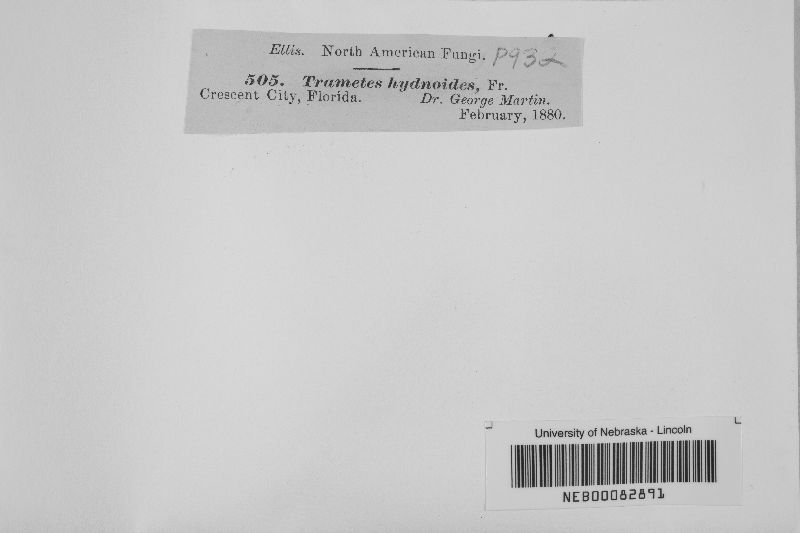 Ellis. North American Fungi. P932
505. Trametes hydnoides, Fr.
Crescent City, Florida. Dr. George Martin.
February, 1880.
University of Nebraska - Lincoln
NEB00082891